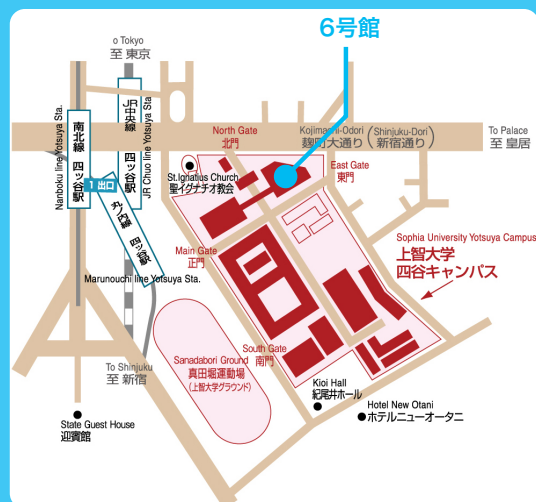 6号館
o Tokyo
至 東京
Nanboku line Yotsuya Sta.
南北線 四ッ谷駅
JR中央線 四ッ谷駅
JR Chuo line Yotsuya Sta.
1 出口
丸ノ内線 四ッ谷駅
Marunouchi line Yotsuya Sta.
North Gate
北門
Kojimachi-Odori
麹町大通り
(Shinjuku-Dori)
(新宿通り)
To Palace
至 皇居
St.Ignatius Church
聖イグナチオ教会
East Gate
東門
Main Gate
正門
Sophia University Yotsuya Campus
上智大学
四谷キャンパス
South Gate
南門
Sanadabori Ground
真田堀運動場
(上智大学グラウンド)
To Shinjuku
至 新宿
Kioi Hall
紀尾井ホール
Hotel New Otani
ホテルニューオータニ
State Guest House
迎賓館